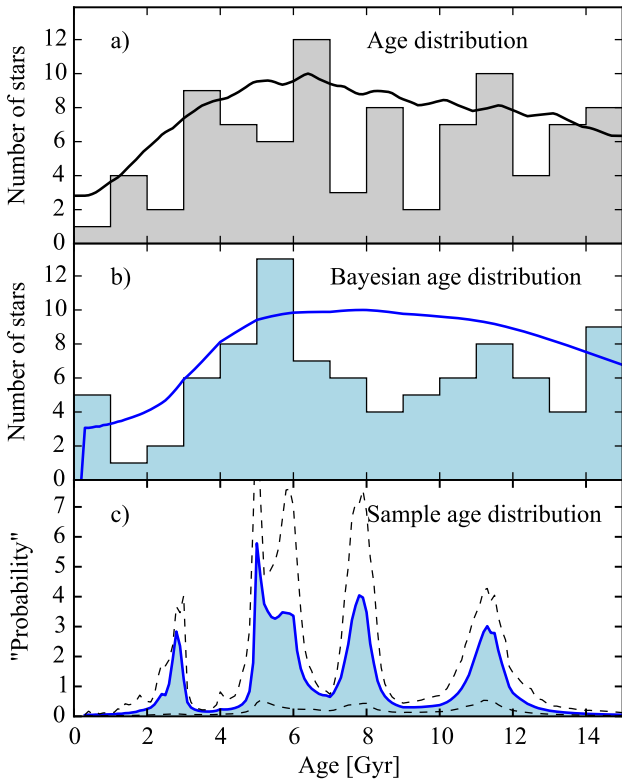 a) Age distribution
Number of stars
12
10
8
6
4
2
0
b) Bayesian age distribution
Number of stars
12
10
8
6
4
2
0
c) Sample age distribution
"Probability"
7
6
5
4
3
2
1
0
0 2 4 6 8 10 12 14
Age [Gyr]